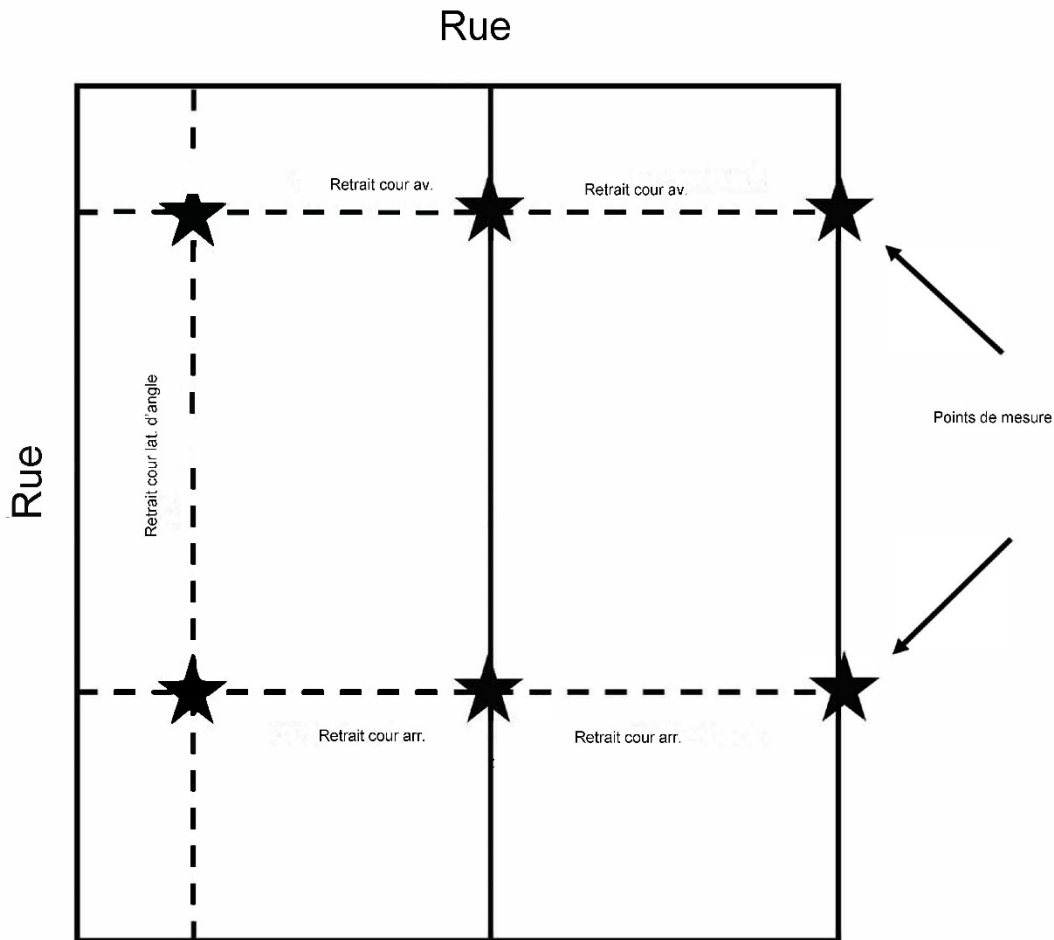 Rue
Retrait cour av.
Retrait cour av.
Retrait cour lat. d'angle
Points de mesure
Rue
Retrait cour arr.
Retrait cour arr.